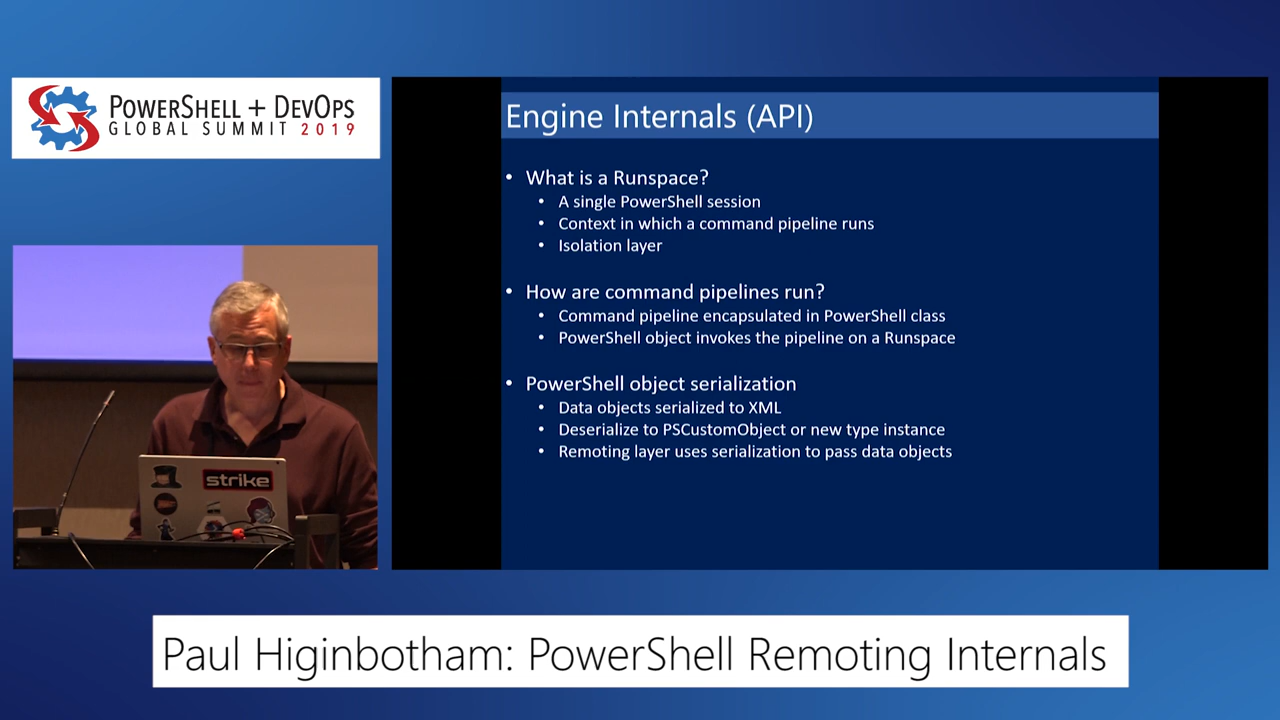 POWERSHELL + DEVOPS
GLOBAL SUMMIT 2019
Engine Internals (API)
• What is a Runspace?
• A single PowerShell session
• Context in which a command pipeline runs
• Isolation layer
• How are command pipelines run?
• Command pipeline encapsulated in PowerShell class
• PowerShell object invokes the pipeline on a Runspace
• PowerShell object serialization
• Data objects serialized to XML
• Deserialize to PSCustomObject or new type instance
• Remoting layer uses serialization to pass data objects
strike
Paul Higinbotham: PowerShell Remoting Internals